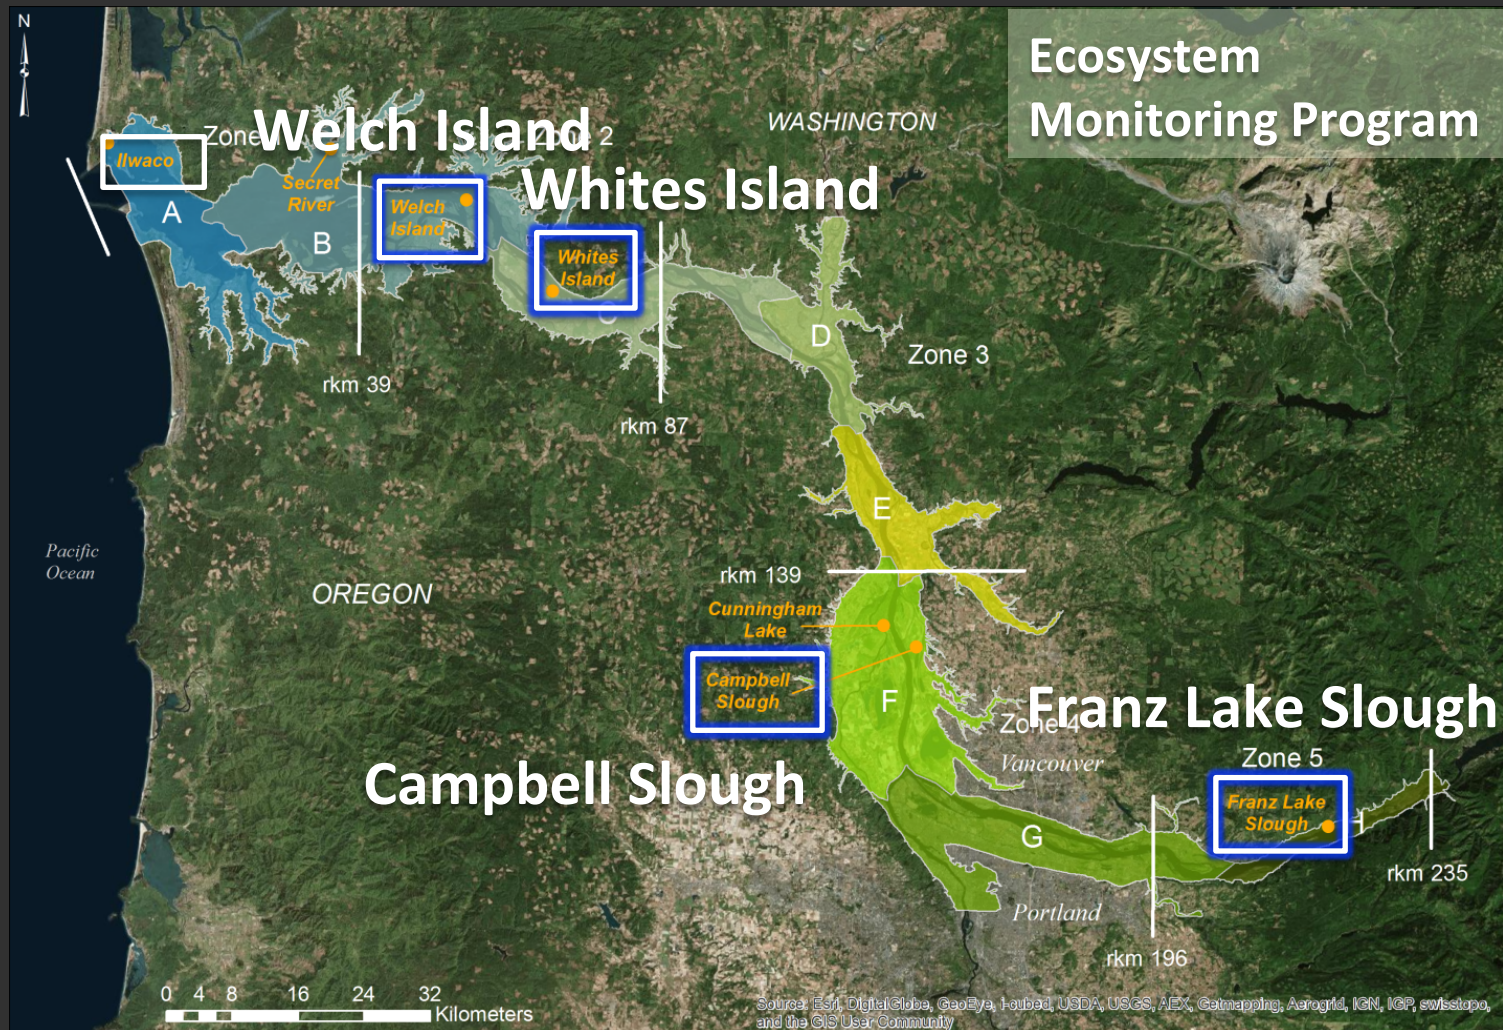 N
Ecosystem
Monitoring Program
WASHINGTON
Zone
Welch Island
Zone 2
Whites Island
Ilwaco
Secret
River
Welch
Island
Whites
Island
A
B
C
D
Zone 3
rkm 39
rkm 87
E
Pacific
Ocean
OREGON
rkm 139
Cunningham
Lake
Campbell
Slough
F
Franz Lake Slough
Zone 4
Vancouver
Zone 5
Campbell Slough
Franz Lake
Slough
H
G
rkm 235
Portland
rkm 196
0 4 8 16 24 32
Kilometers
Source: Esri, DigitalGlobe, GeoEye, i-cubed, USDA, USGS, AEX, Getmapping, Aerogrid, IGN, IGP, swisstopo,
and the GIS User Community